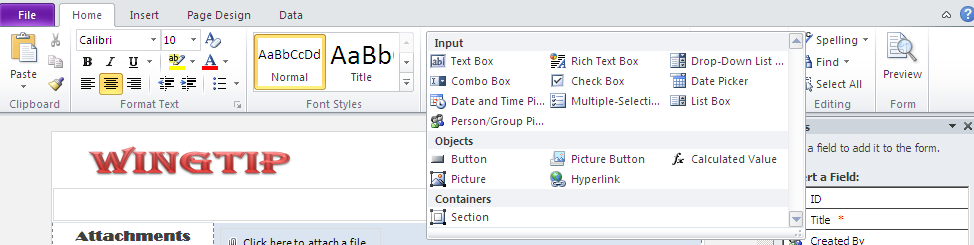 File Home Insert Page Design Data
Calibri 10 AaBbCcDd AaBb Input Spelling
Text Box Rich Text Box Drop-Down List ...
Paste Normal Title Combo Box Check Box Date Picker Find Preview
B I U Date and Time Pi... Multiple-Selecti... List Box Select All
Clipboard Format Text Font Styles Person/Group Pi... Editing Form
Objects
WINGTIP Button Picture Button fx Calculated Value a field to add it to the form.
Picture Hyperlink rt a Field:
Containers ID
Section Title *
Attachments Click here to attach a file Created By